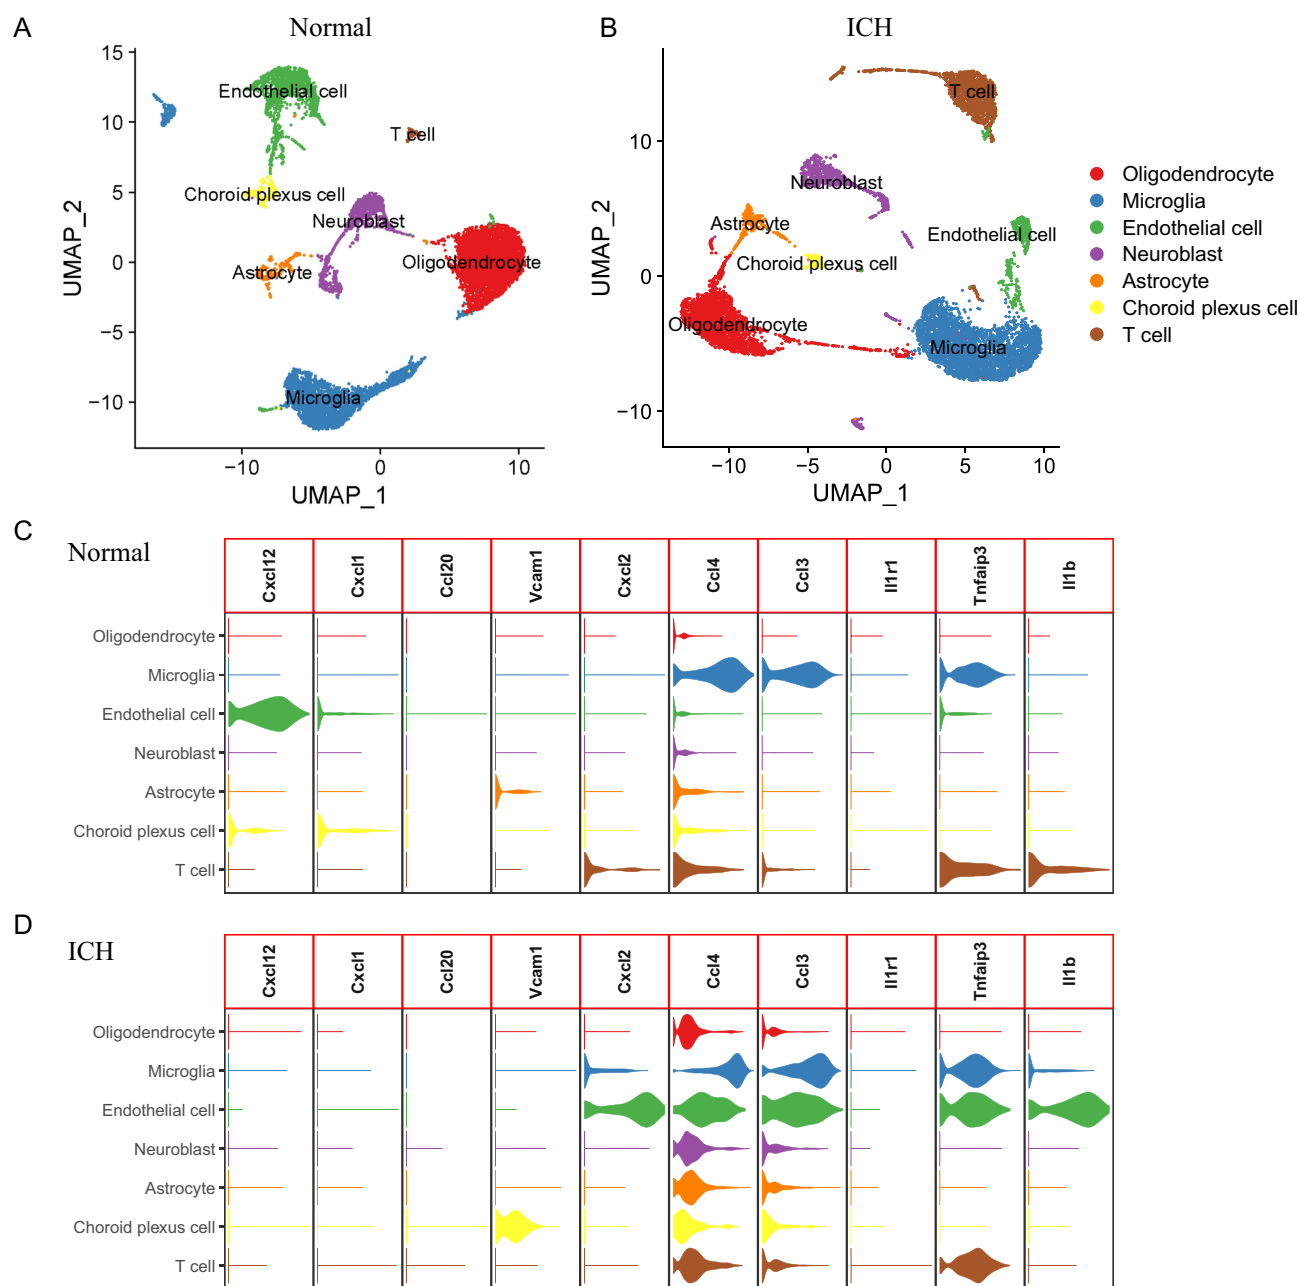 A
Normal
B
ICH
15
10
5
0
−5
−10
UMAP_2
Endothelial cell
T cell
Choroid plexus cell
Neuroblast
Astrocyte
Oligodendrocyte
Microglia
−10
0
10
UMAP_1
10
0
−10
UMAP_2
T cell
Neuroblast
Astrocyte
Endothelial cell
Choroid plexus cell
Oligodendrocyte
Microglia
−10
−5
0
5
10
UMAP_1
Oligodendrocyte
Microglia
Endothelial cell
Neuroblast
Astrocyte
Choroid plexus cell
T cell
C
Normal
Cxcl12
Cxcl1
Ccl20
Vcam1
Cxcl2
Ccl4
Ccl3
Il1r1
Tnfaip3
Il1b
Oligodendrocyte
Microglia
Endothelial cell
Neuroblast
Astrocyte
Choroid plexus cell
T cell
D
ICH
Cxcl12
Cxcl1
Ccl20
Vcam1
Cxcl2
Ccl4
Ccl3
Il1r1
Tnfaip3
Il1b
Oligodendrocyte
Microglia
Endothelial cell
Neuroblast
Astrocyte
Choroid plexus cell
T cell